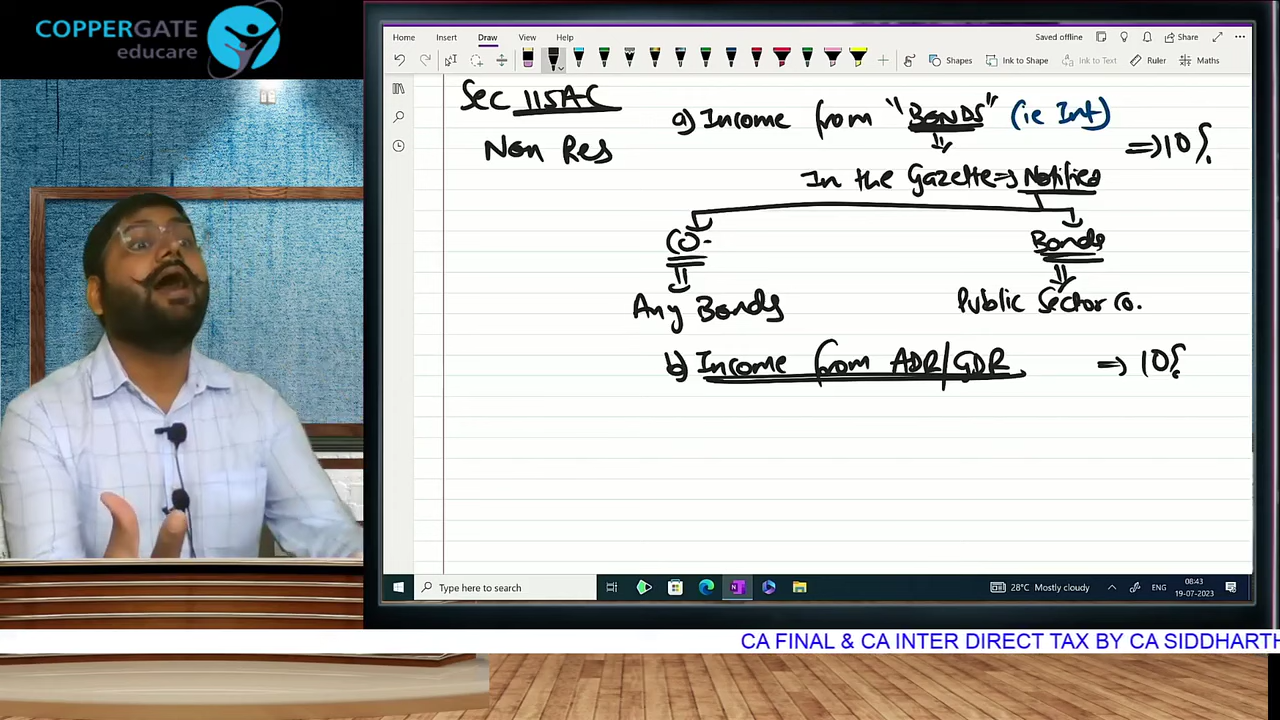 COPPERGATE
educare
Home Insert Draw View Help
Saved offline
Share
Shapes
Ink to Shape
Ink to Text
Ruler
Maths
Sec 115AC
Non Res
a) Income from "BONDS" (ie Int)
=> 10%
In the Gazette => Notified
Co.
Bonds
Any Bonds
Public Sector Co.
b) Income from ADR/GDR => 10%
Type here to search
28°C Mostly cloudy
ENG
08:43
19-07-2023
CA FINAL & CA INTER DIRECT TAX BY CA SIDDHARTH